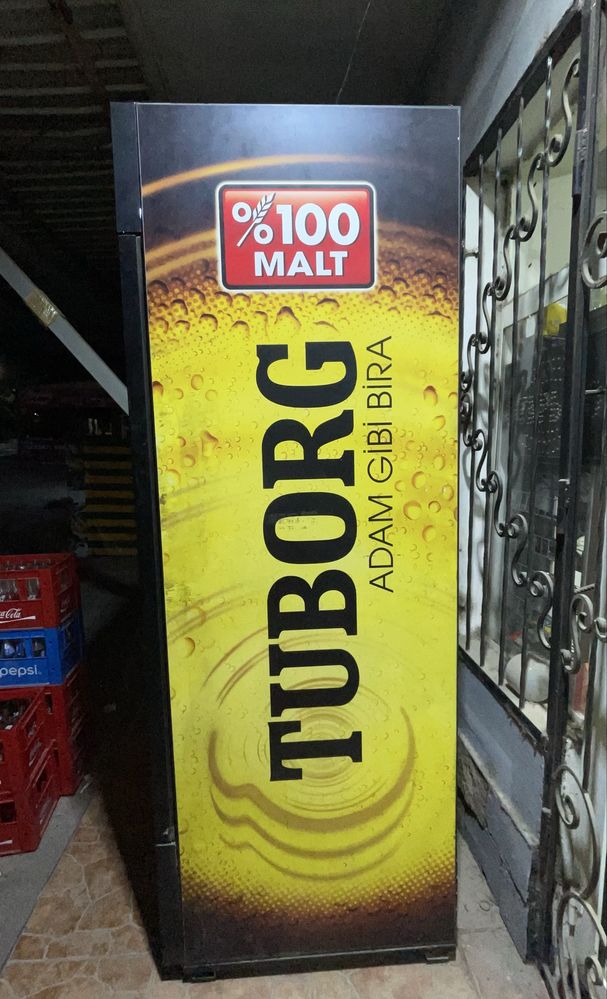 %100
MALT
TUBORG
ADAM GİBİ BİRA
Coca-Cola
pepsi